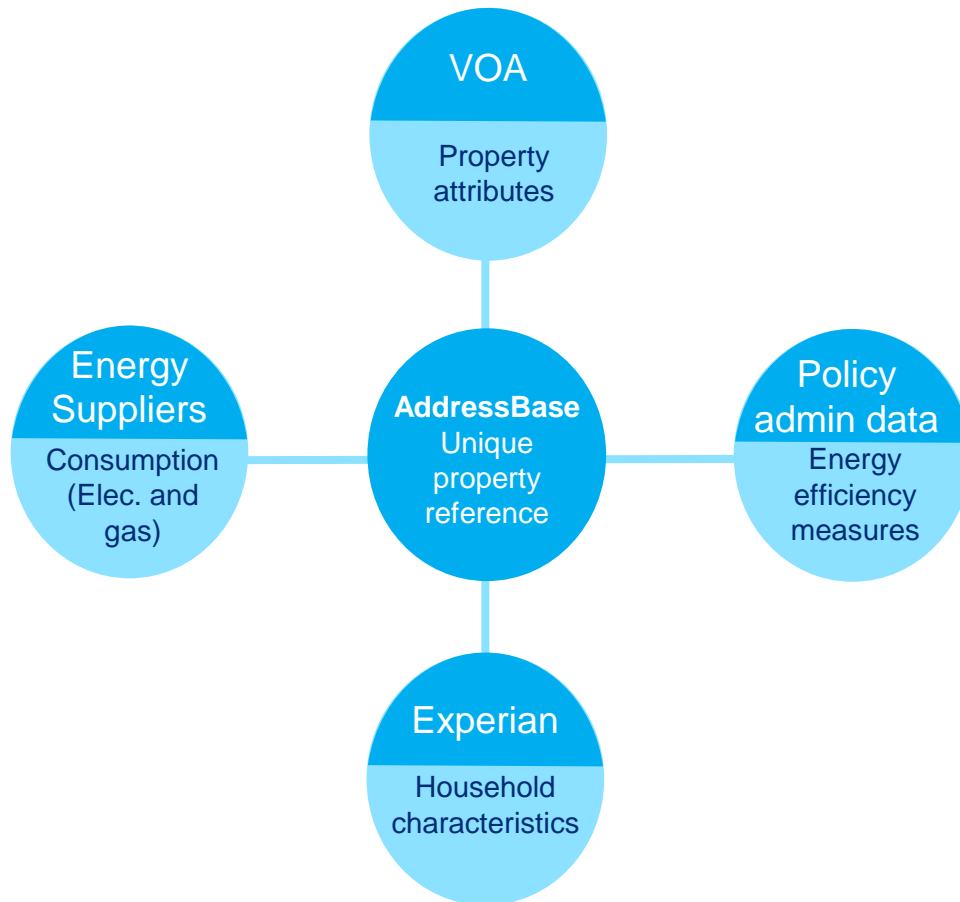 VOA
Property
attributes
Energy
Suppliers
Consumption
(Elec. and
gas)
AddressBase
Unique
property
reference
Policy
admin data
Energy
efficiency
measures
Experian
Household
characteristics